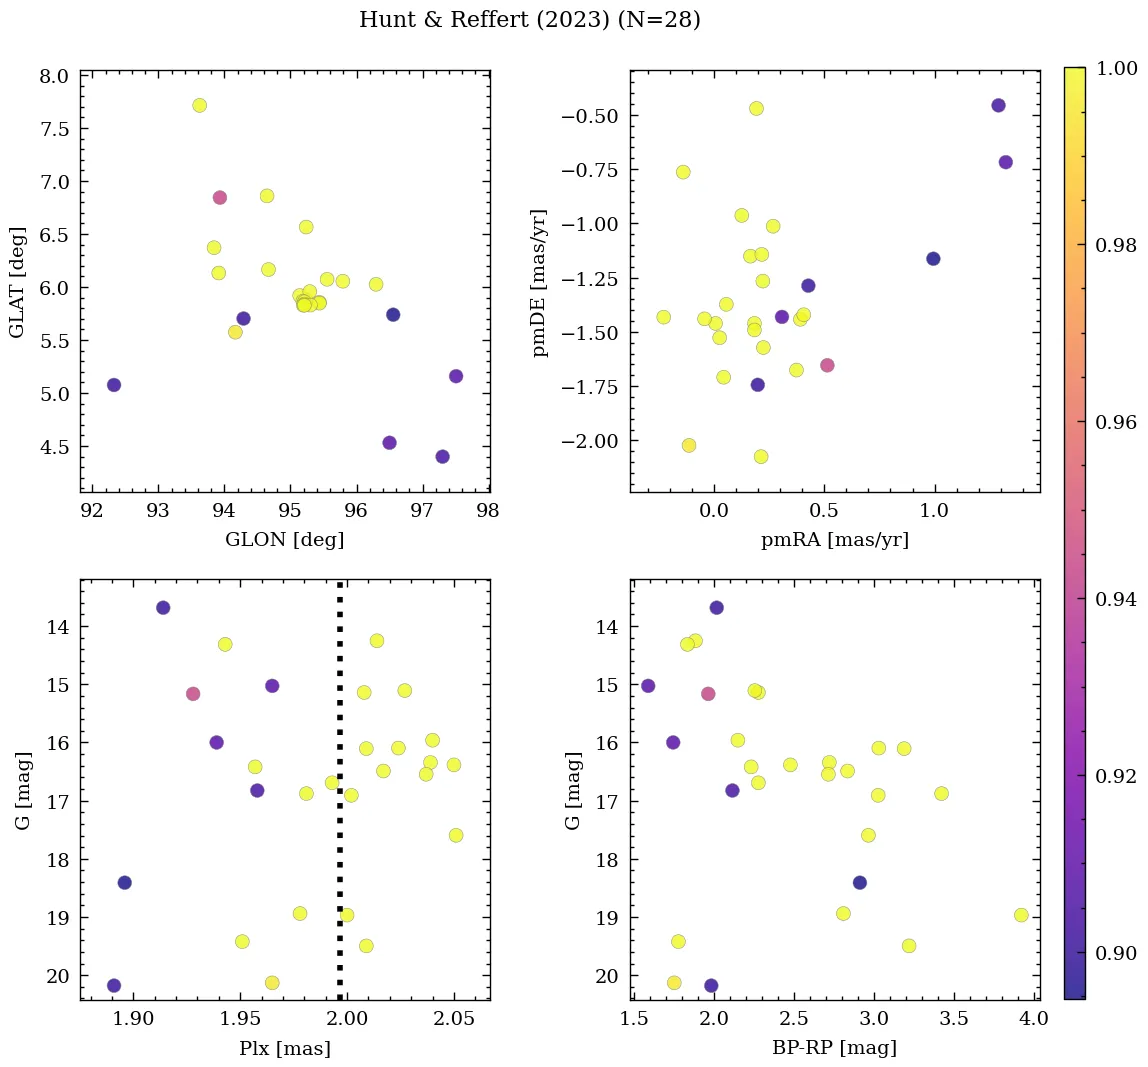 Hunt & Reffert (2023) (N=28)
8.0
7.5
7.0
6.5
6.0
5.5
5.0
4.5
GLAT [deg]
92 93 94 95 96 97 98
GLON [deg]
−0.50
−0.75
−1.00
−1.25
−1.50
−1.75
−2.00
pmDE [mas/yr]
0.0 0.5 1.0
pmRA [mas/yr]
14
15
16
17
18
19
20
G [mag]
1.90 1.95 2.00 2.05
Plx [mas]
14
15
16
17
18
19
20
G [mag]
1.5 2.0 2.5 3.0 3.5 4.0
BP-RP [mag]
1.00
0.98
0.96
0.94
0.92
0.90